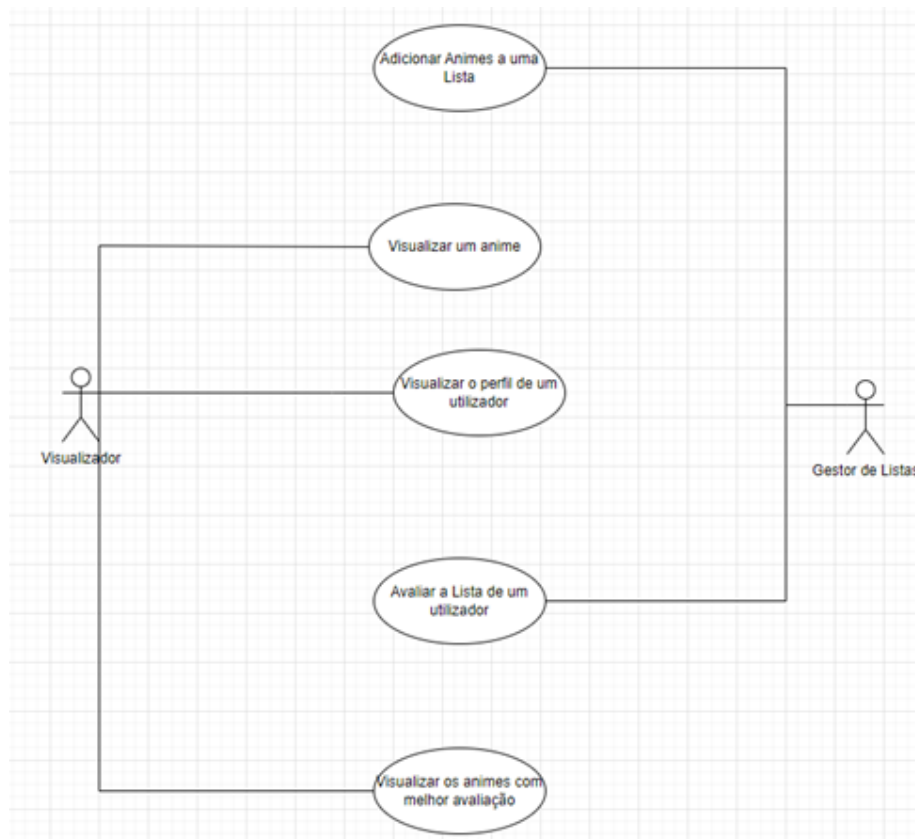 Adicionar Animes a uma
Lista
Visualizar um anime
Visualizar o perfil de um
utilizador
Visualizador
Gestor de Listas
Avaliar a Lista de um
utilizador
Visualizar os animes com
melhor avaliação